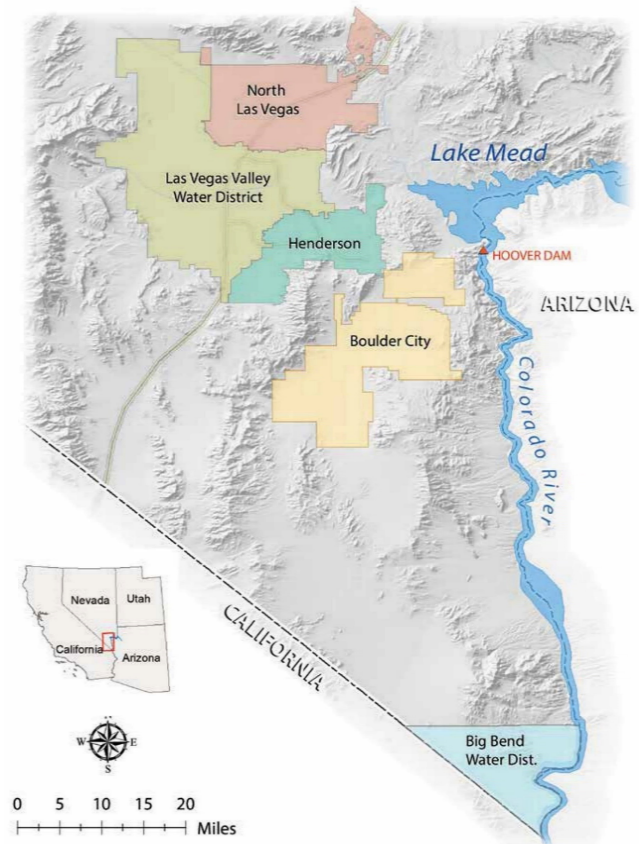 North
Las Vegas
Lake Mead
Las Vegas Valley
Water District
Henderson
HOOVER DAM
ARIZONA
Boulder City
Colorado River
Nevada
Utah
California
Arizona
CALIFORNIA
W
N
E
S
Big Bend
Water Dist.
0 5 10 15 20
Miles